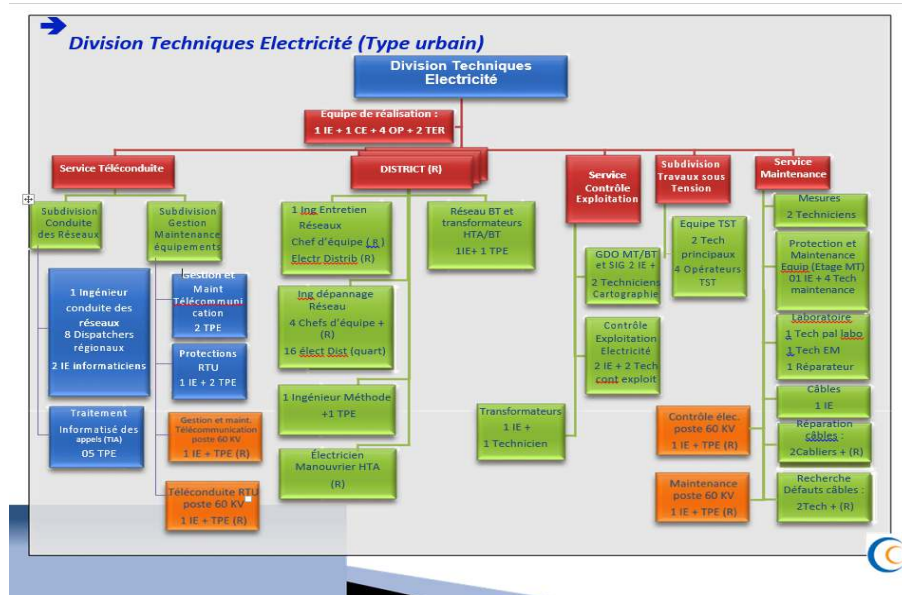 Division Techniques Electricité (Type urbain)
Division Techniques
Electricité
Equipe de réalisation :
1 IE + 1 CE + 4 OP + 2 TER
Service Téléconduite
DISTRICT (R)
Service
Contrôle
Exploitation
Subdivision
Travaux sous
Tension
Service
Maintenance
Subdivision
Conduite
des Réseaux
Subdivision
Gestion
Maintenance
équipements
1 Ingénieur
conduite des
réseaux
8 Dispatchers
régionaux
2 IE informaticiens
Traitement
Informatisé des
appels (TIA)
05 TPE
Gestion et
Maint
Télécommuni
cation
2 TPE
Protections
RTU
1 IE + 2 TPE
Gestion et maint.
Télécommunication
poste 60 KV
1 IE + TPE (R)
Téléconduite RTU
poste 60 KV
1 IE + TPE (R)
1 Ing Entretien
Réseaux
Chef d'équipe ( R )
Electr Distrib (R)
Ing dépannage
Réseau
4 Chefs d'équipe +
(R)
16 élect Dist (quart)
1 Ingénieur Méthode
+1 TPE
Électricien
Manouvrier HTA
(R)
Réseau BT et
transformateurs
HTA/BT
1IE+ 1 TPE
GDO MT/BT
et SIG 2 IE +
2 Techniciens
Cartographie
Contrôle
Exploitation
Electricité
2 IE + 2 Tech
cont exploit
Transformateurs
1 IE +
1 Technicien
Equipe TST
2 Tech
principaux
4 Opérateurs
TST
Mesures
2 Techniciens
Protection et
Maintenance
Equip (Etage MT)
01 IE + 4 Tech
maintenance
Laboratoire
1 Tech pal labo
1 Tech EM
1 Réparateur
Câbles
1 IE
Réparation
câbles :
2Cabliers + (R)
Recherche
Défauts câbles :
2Tech + (R)
Contrôle élec.
poste 60 KV
1 IE + TPE (R)
Maintenance
poste 60 KV
1 IE + TPE (R)